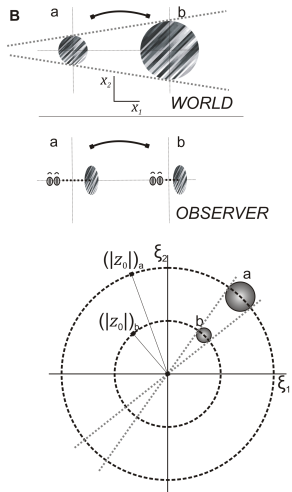 B
a b
x₂
x₁
WORLD
a b
OBSERVER
(|z₀|)ₐ ξ₂
a
(|z₀|)b b
ξ₁